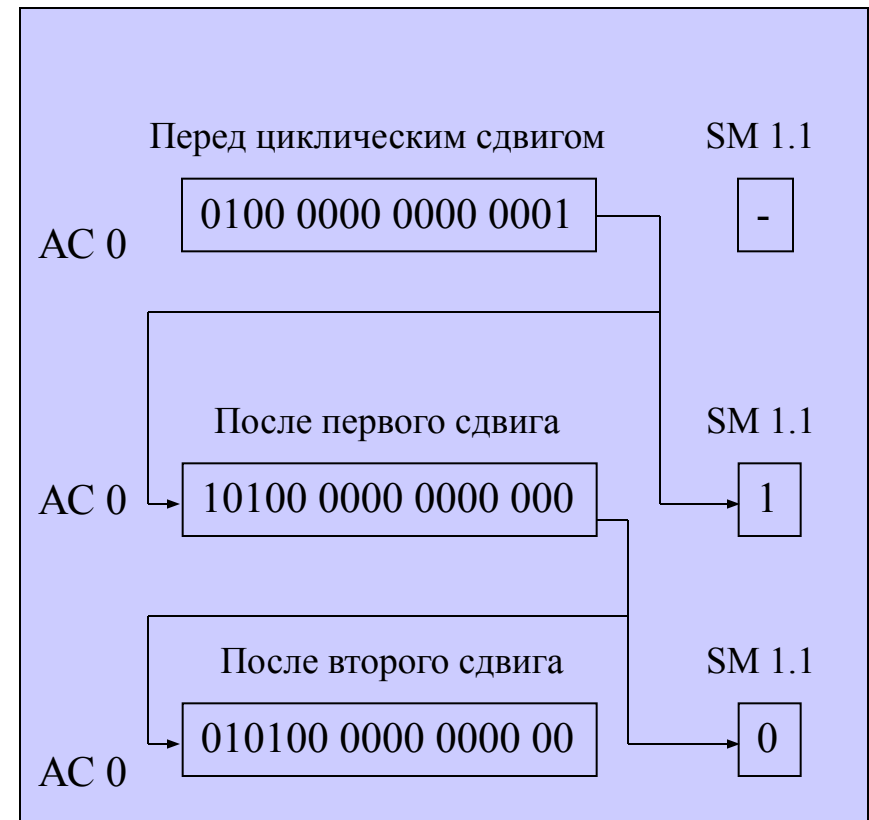 Перед циклическим сдвигом SM 1.1
AC 0 0100 0000 0000 0001 -
После первого сдвига SM 1.1
AC 0 10100 0000 0000 000 1
После второго сдвига SM 1.1
AC 0 010100 0000 0000 00 0